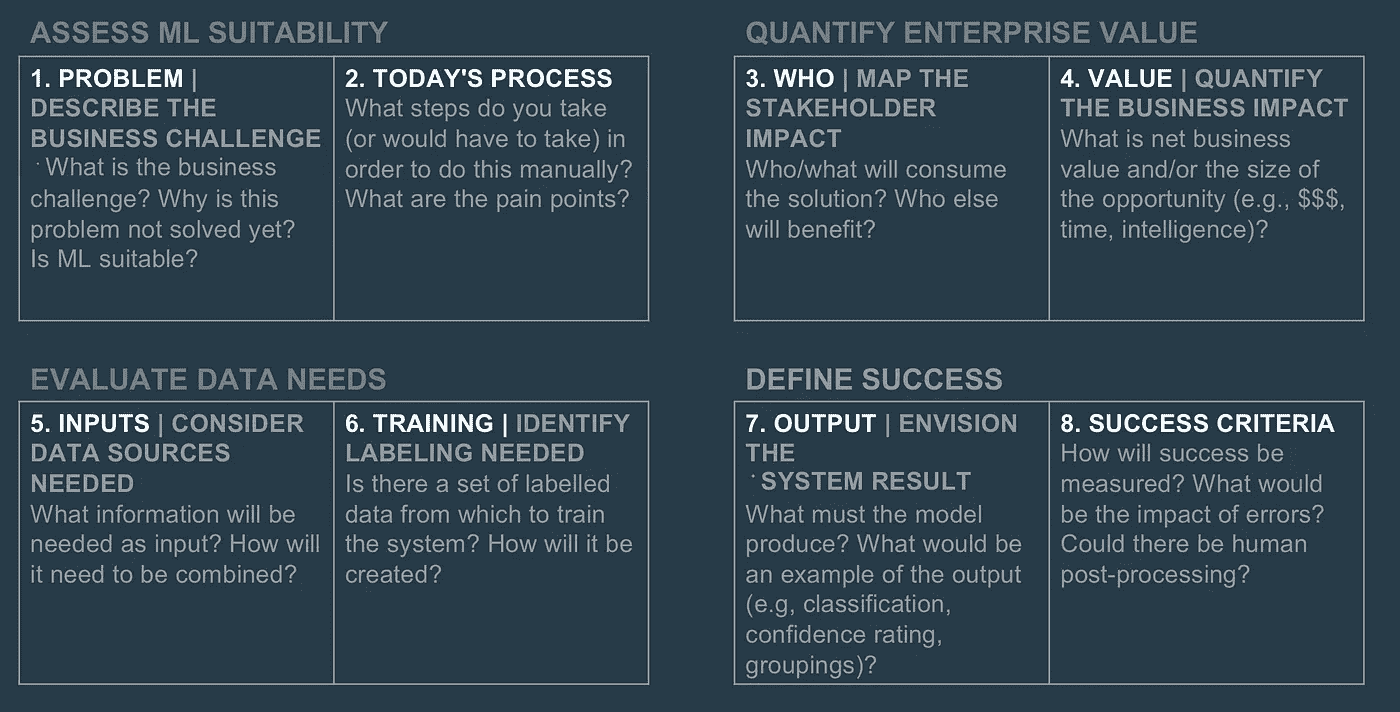 ASSESS ML SUITABILITY
1. PROBLEM |
DESCRIBE THE
BUSINESS CHALLENGE
· What is the business
challenge? Why is this
problem not solved yet?
Is ML suitable?
2. TODAY'S PROCESS
What steps do you take
(or would have to take) in
order to do this manually?
What are the pain points?
QUANTIFY ENTERPRISE VALUE
3. WHO | MAP THE
STAKEHOLDER
IMPACT
Who/what will consume
the solution? Who else
will benefit?
4. VALUE | QUANTIFY
THE BUSINESS IMPACT
What is net business
value and/or the size of
the opportunity (e.g., $$$,
time, intelligence)?
EVALUATE DATA NEEDS
5. INPUTS | CONSIDER
DATA SOURCES
NEEDED
What information will be
needed as input? How will
it need to be combined?
6. TRAINING | IDENTIFY
LABELING NEEDED
Is there a set of labelled
data from which to train
the system? How will it be
created?
DEFINE SUCCESS
7. OUTPUT | ENVISION
THE
· SYSTEM RESULT
What must the model
produce? What would be
an example of the output
(e.g, classification,
confidence rating,
groupings)?
8. SUCCESS CRITERIA
How will success be
measured? What would
be the impact of errors?
Could there be human
post-processing?